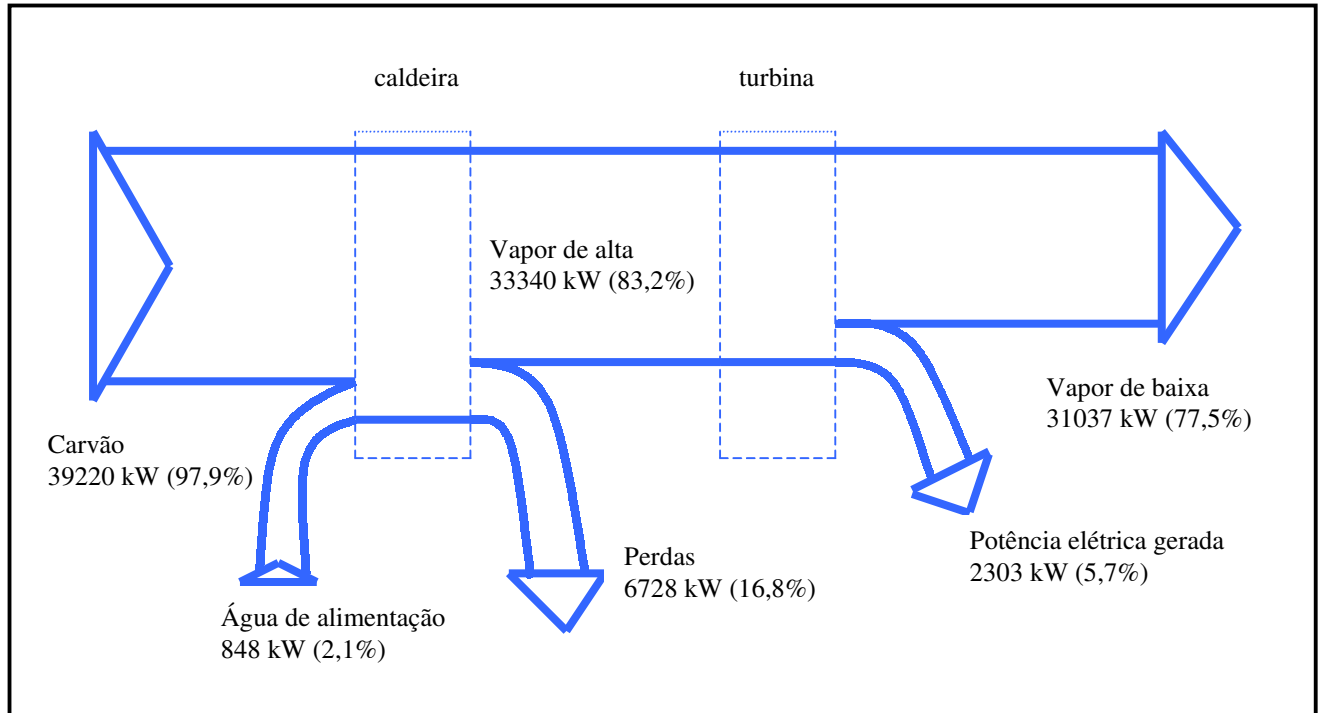 caldeira
turbina
Vapor de alta
33340 kW (83,2%)
Carvão
39220 kW (97,9%)
Vapor de baixa
31037 kW (77,5%)
Perdas
6728 kW (16,8%)
Potência elétrica gerada
2303 kW (5,7%)
Água de alimentação
848 kW (2,1%)